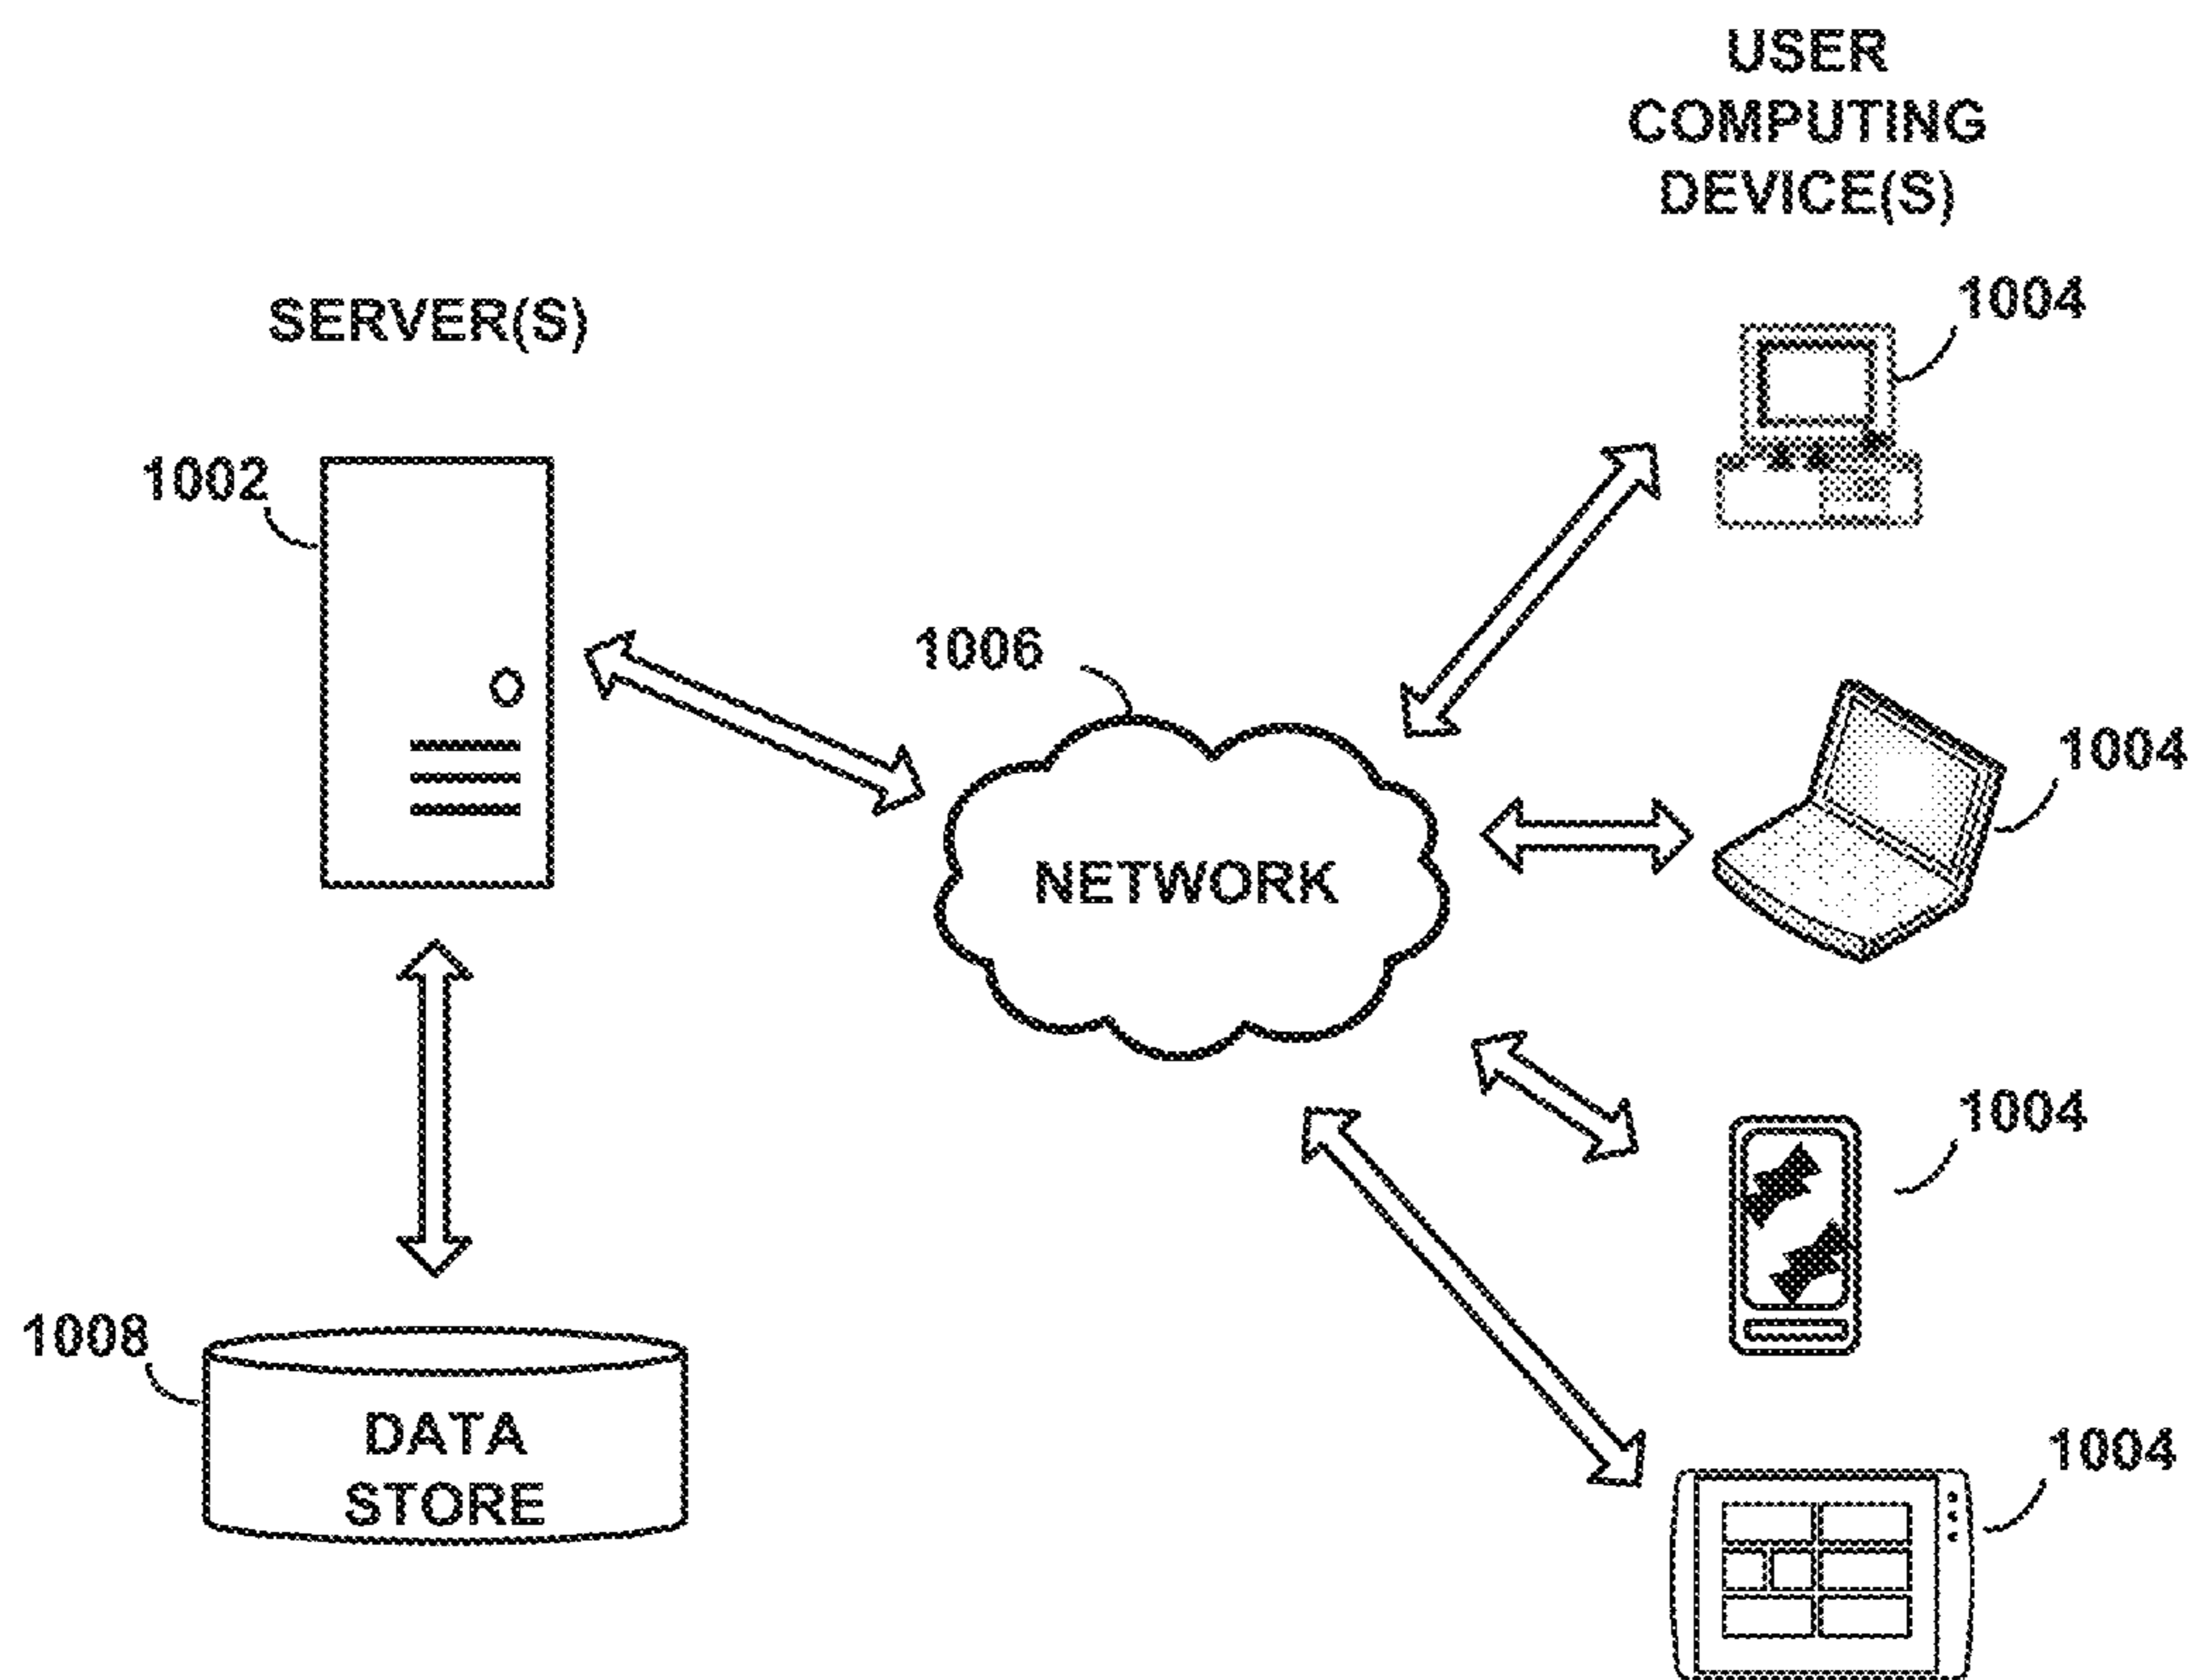 USER
COMPUTING
DEVICE(S)
SERVER(S)
1004
1002
1006
1004
NETWORK
1004
1008
DATA
STORE
1004